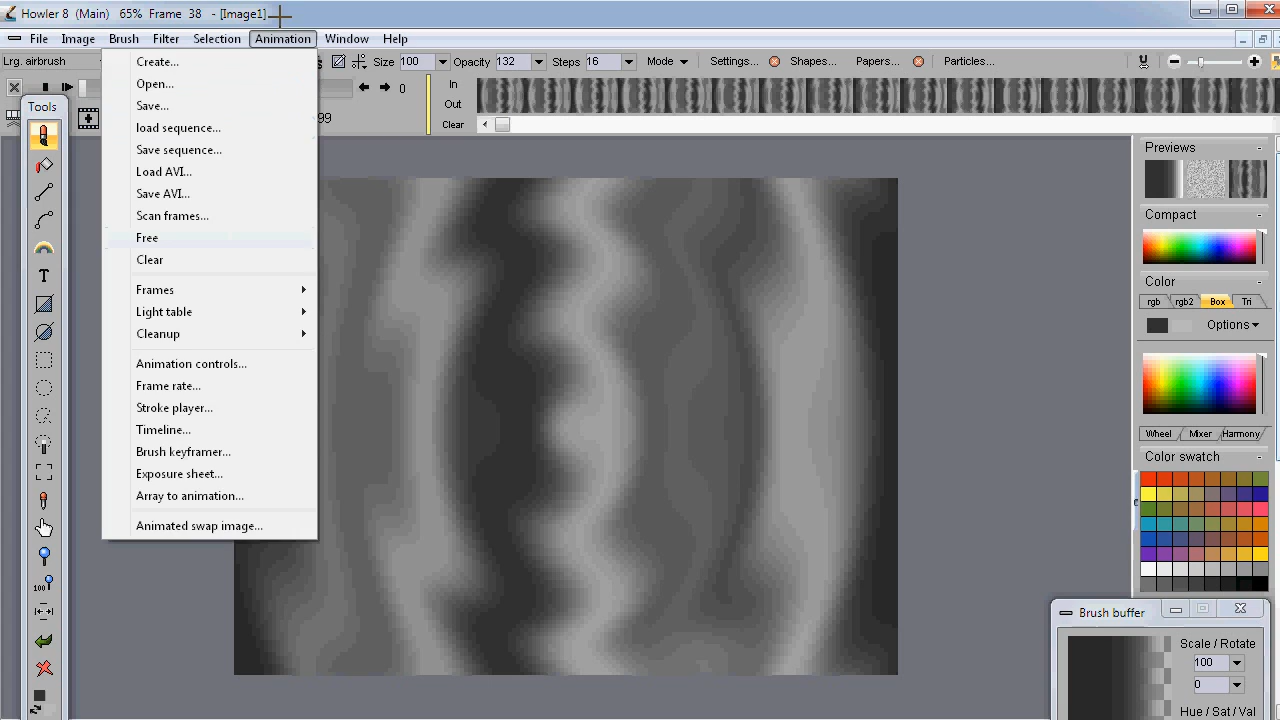 Howler 8 (Main) 65% Frame 38 - [Image1]
File Image Brush Filter Selection Animation Window Help
Lrg. airbrush Size 100 Opacity 132 Steps 16 Mode Settings... Shapes... Papers... Particles...
0 In
Out
99 Clear
Tools
T
100
Create...
Open...
Save...
load sequence...
Save sequence...
Load AVI...
Save AVI...
Scan frames...
Free
Clear
Frames
Light table
Cleanup
Animation controls...
Frame rate...
Stroke player...
Timeline...
Brush keyframer...
Exposure sheet...
Array to animation...
Animated swap image...
Previews
Compact
Color
rgb rgb2 Box Tri
Options
Wheel Mixer Harmony
Color swatch
Brush buffer
Scale / Rotate
100
0
Hue / Sat / Val